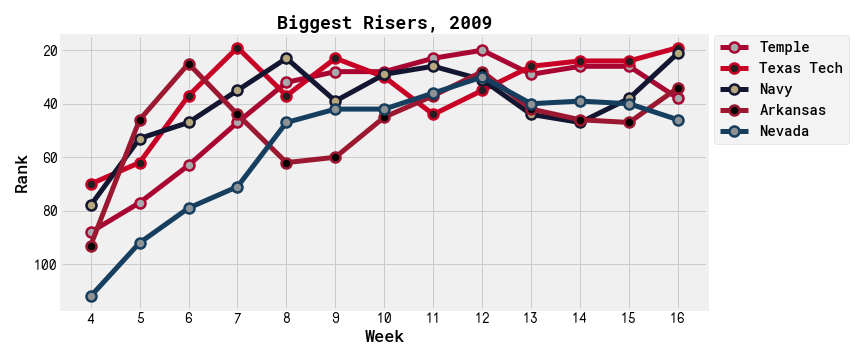 Biggest Risers, 2009
Rank
20
40
60
80
100
4 5 6 7 8 9 10 11 12 13 14 15 16
Week
Temple
Texas Tech
Navy
Arkansas
Nevada